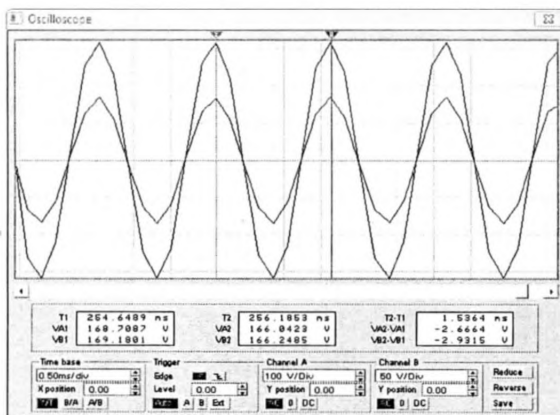 Oscilloscope
T1 254.6489 ms T2 256.1853 ms T2-T1 1.5364 ms
VA1 168.7087 V VA2 166.0423 V VA2-VA1 -2.6664 V
VB1 169.1801 V VB2 166.2485 V VB2-VB1 -2.9315 V
Time base Trigger Channel A Channel B
0.50ms/div Edge 100 V/Div 50 V/Div Reduce
X position 0.00 Level 0.00 Y position 0.00 Y position 0.00 Reverse
Y/T B/A A/B Auto A B Ext AC 0 DC AC 0 DC Save